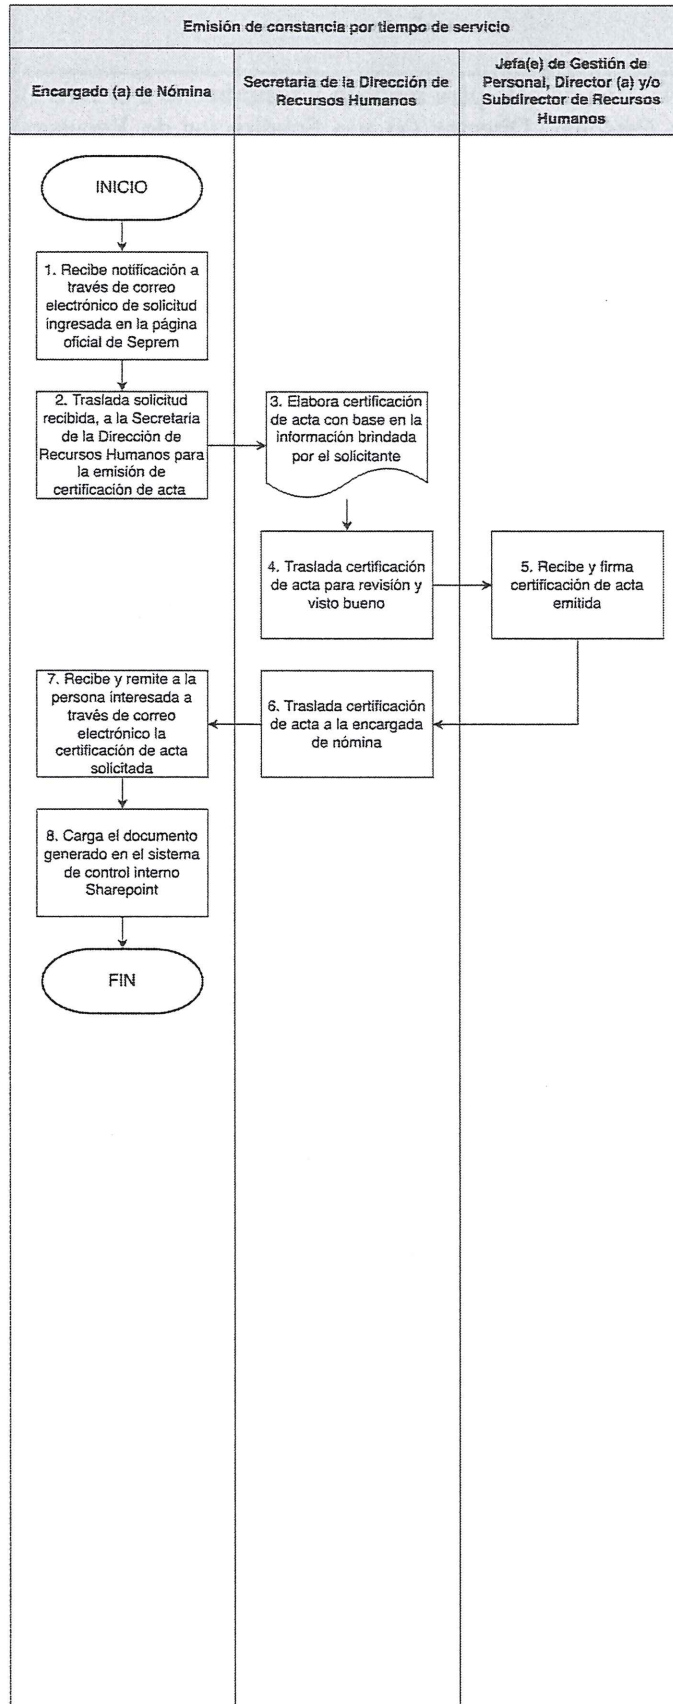 Emisión de constancia por tiempo de servicio
Encargado (a) de Nómina
Secretaria de la Dirección de
Recursos Humanos
Jefa(e) de Gestión de
Personal, Director (a) y/o
Subdirector de Recursos
Humanos
INICIO
1. Recibe notificación a
través de correo
electrónico de solicitud
ingresada en la página
oficial de Seprem
2. Traslada solicitud
recibida, a la Secretaria
de la Dirección de
Recursos Humanos para
la emisión de
certificación de acta
3. Elabora certificación
de acta con base en la
información brindada
por el solicitante
4. Traslada certificación
de acta para revisión y
visto bueno
5. Recibe y firma
certificación de acta
emitida
6. Traslada certificación
de acta a la encargada
de nómina
7. Recibe y remite a la
persona interesada a
través de correo
electrónico la
certificación de acta
solicitada
8. Carga el documento
generado en el sistema
de control interno
Sharepoint
FIN